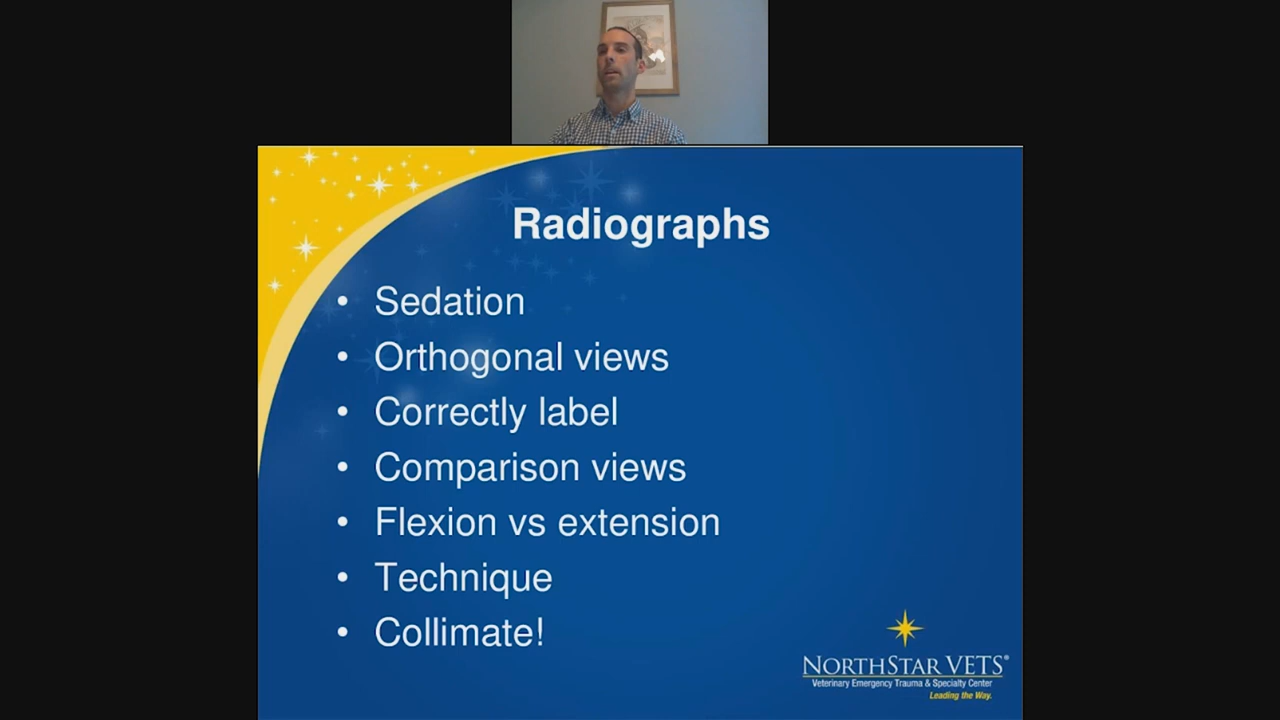 Radiographs
• Sedation
• Orthogonal views
• Correctly label
• Comparison views
• Flexion vs extension
• Technique
• Collimate!
NORTHSTAR VETS®
Veterinary Emergency Trauma & Specialty Center
Leading the Way.